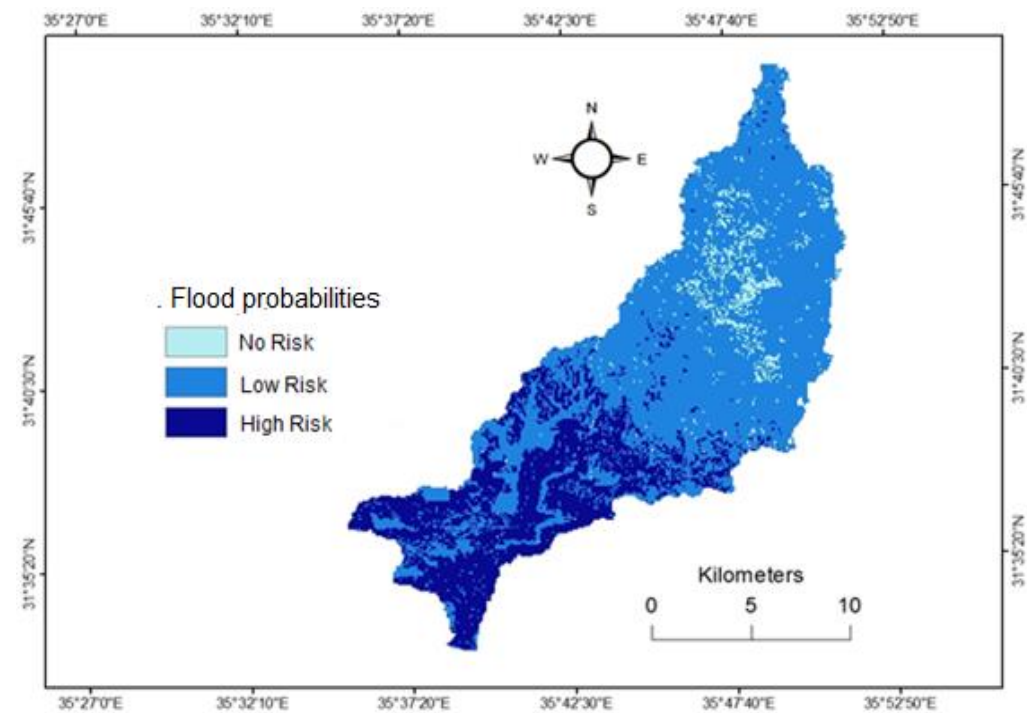 35°27'0"E 35°32'10"E 35°37'20"E 35°42'30"E 35°47'40"E 35°52'50"E
N
W E
S
31°45'40"N 31°45'40"N
. Flood probabilities
No Risk
Low Risk
High Risk
31°40'30"N 31°40'30"N
31°35'20"N 31°35'20"N
Kilometers
0 5 10
35°27'0"E 35°32'10"E 35°37'20"E 35°42'30"E 35°47'40"E 35°52'50"E